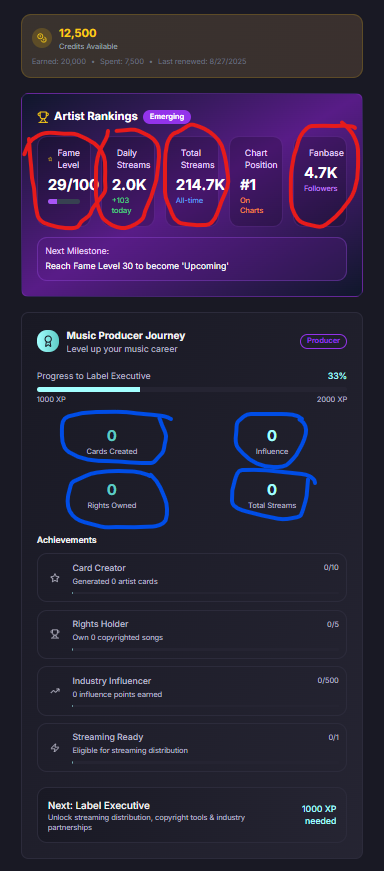 12,500
Credits Available
Earned: 20,000 • Spent: 7,500 • Last renewed: 8/27/2025
Artist Rankings Emerging
Fame Level
29/100
Daily Streams
2.0K
+103 today
Total Streams
214.7K
All-time
Chart Position
#1
On Charts
Fanbase
4.7K
Followers
Next Milestone:
Reach Fame Level 30 to become 'Upcoming'
Music Producer Journey
Level up your music career
Producer
Progress to Label Executive 33%
1000 XP 2000 XP
0
Cards Created
0
Influence
0
Rights Owned
0
Total Streams
Achievements
Card Creator 0/10
Generated 0 artist cards
Rights Holder 0/5
Own 0 copyrighted songs
Industry Influencer 0/500
0 influence points earned
Streaming Ready 0/1
Eligible for streaming distribution
Next: Label Executive
Unlock streaming distribution, copyright tools & industry
partnerships
1000 XP
needed